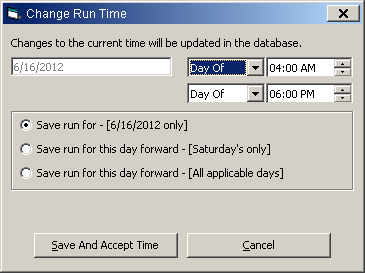 Change Run Time
Changes to the current time will be updated in the database.
6/16/2012 Day Of 04:00 AM
Day Of 06:00 PM
Save run for - [6/16/2012 only]
Save run for this day forward - [Saturday's only]
Save run for this day forward - [All applicable days]
Save And Accept Time Cancel